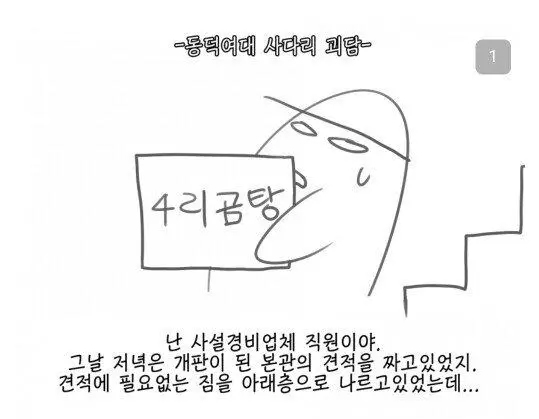 -동덕여대 사다리 괴담-
1
4리곰탕
난 사설경비업체 직원이야.
그날 저녁은 개판이 된 본관의 견적을 짜고있었지.
견적에 필요없는 짐을 아래층으로 나르고있었는데...